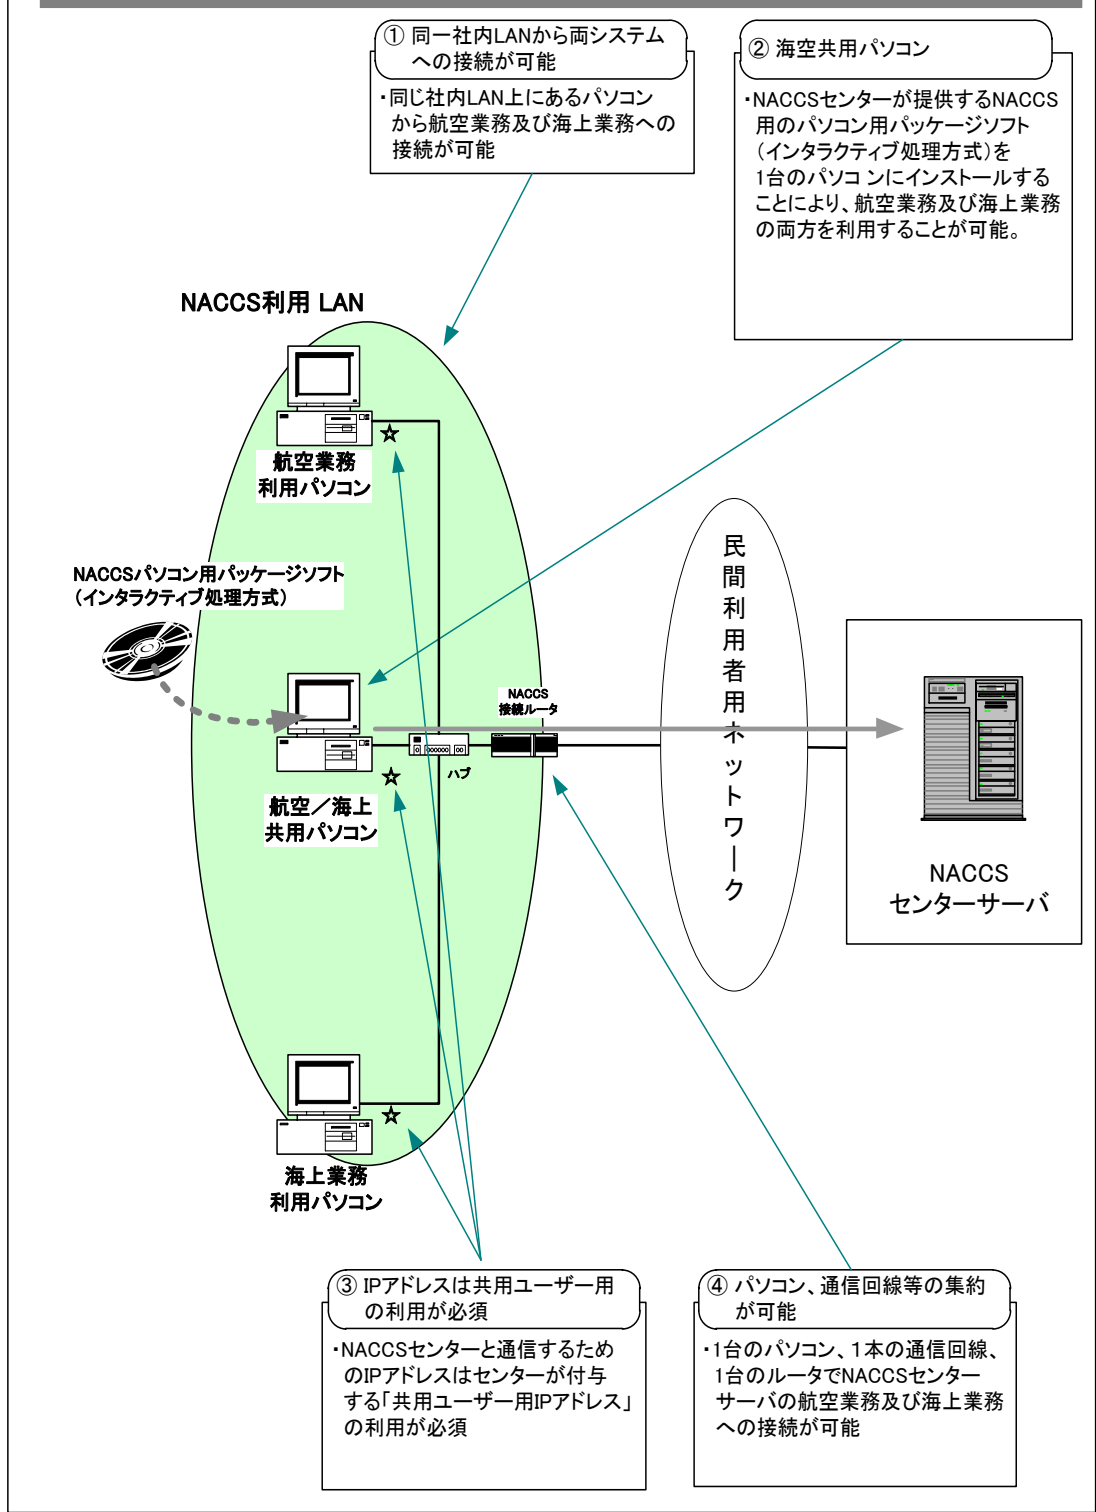 ① 同一社内LANから両システム
への接続が可能
・同じ社内LAN上にあるパソコン
から航空業務及び海上業務への
接続が可能
② 海空共用パソコン
・NACCSセンターが提供するNACCS
用のパソコン用パッケージソフト
（インタラクティブ処理方式）を
1台のパソコンにインストールする
ことにより、航空業務及び海上業務
の両方を利用することが可能。
NACCS利用 LAN
航空業務
利用パソコン
NACCSパソコン用パッケージソフト
（インタラクティブ処理方式）
NACCS
接続ルータ
ハブ
航空／海上
共用パソコン
民間利用者用ネットワーク
NACCS
センターサーバ
海上業務
利用パソコン
③ IPアドレスは共用ユーザー用
の利用が必須
・NACCSセンターと通信するため
のIPアドレスはセンターが付与
する「共用ユーザー用IPアドレス」
の利用が必須
④ パソコン、通信回線等の集約
が可能
・1台のパソコン、１本の通信回線、
1台のルータでNACCSセンター
サーバの航空業務及び海上業務
への接続が可能